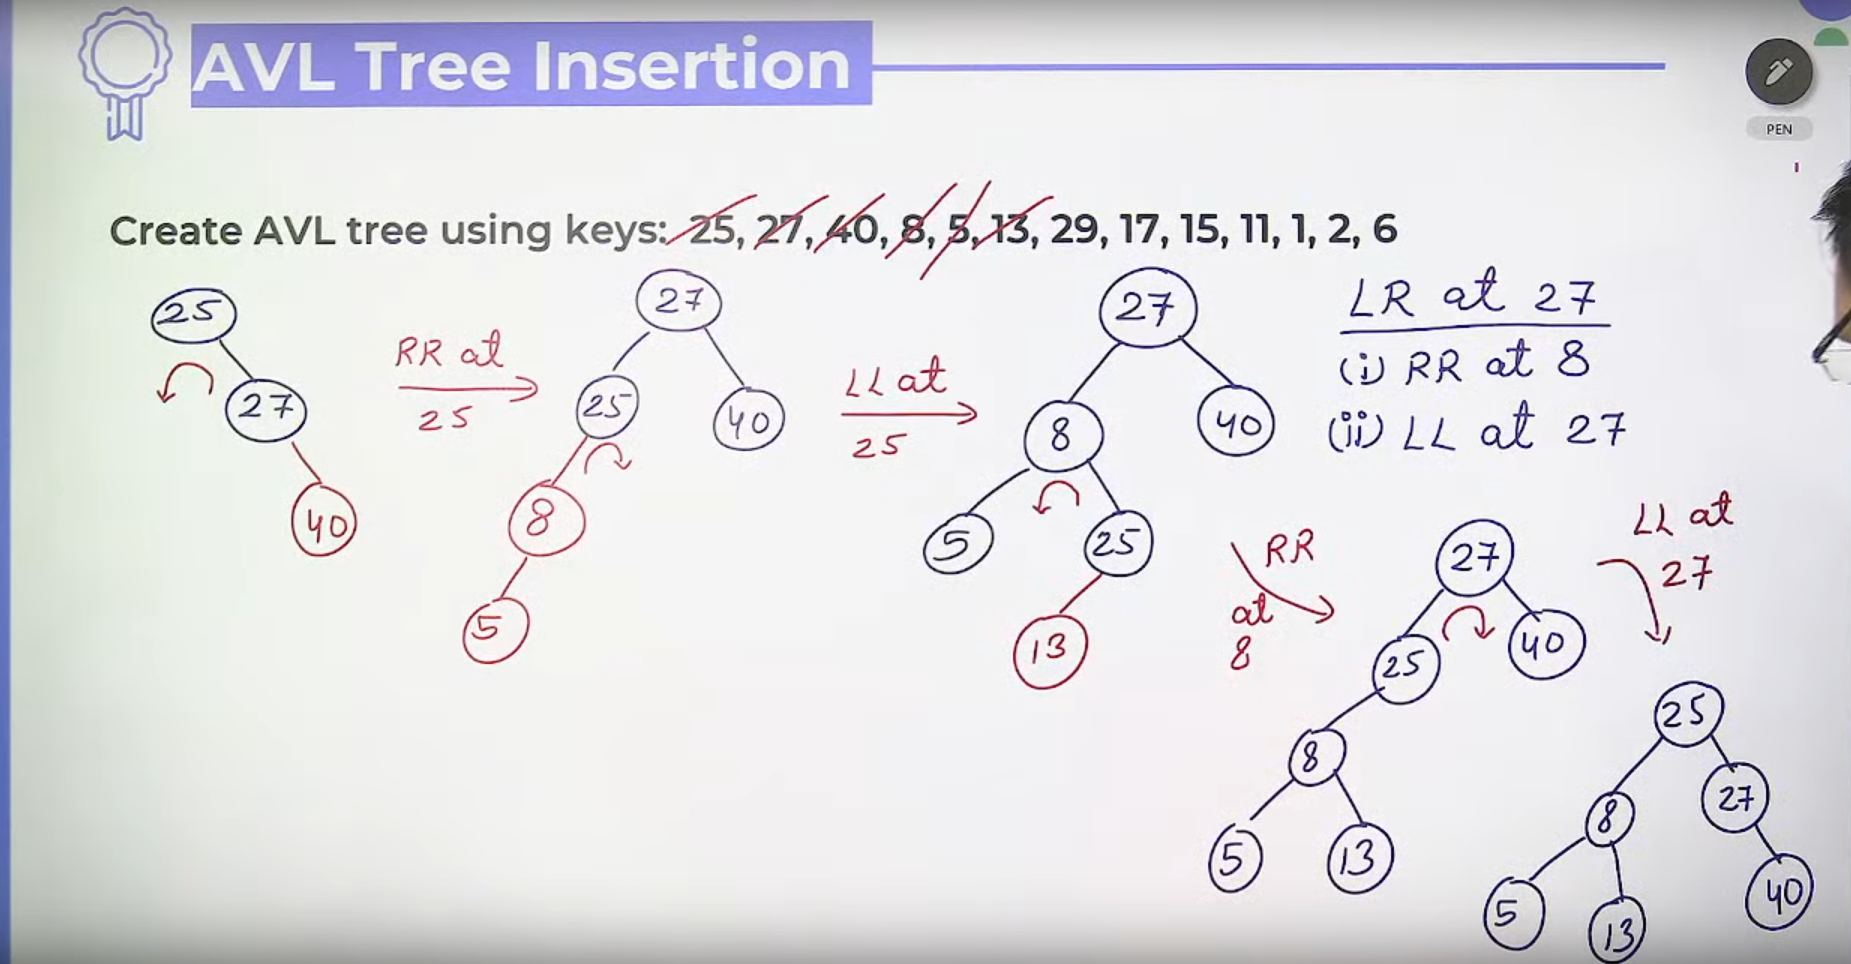 AVL Tree Insertion
PEN
Create AVL tree using keys: 25, 27, 40, 8, 5, 13, 29, 17, 15, 11, 1, 2, 6
25
27
40
RR at
25
27
25
40
8
5
LL at
25
27
8
40
5
25
13
LR at 27
(i) RR at 8
(ii) LL at 27
RR
at
8
27
25
40
8
5
13
LL at
27
25
8
27
5
13
40